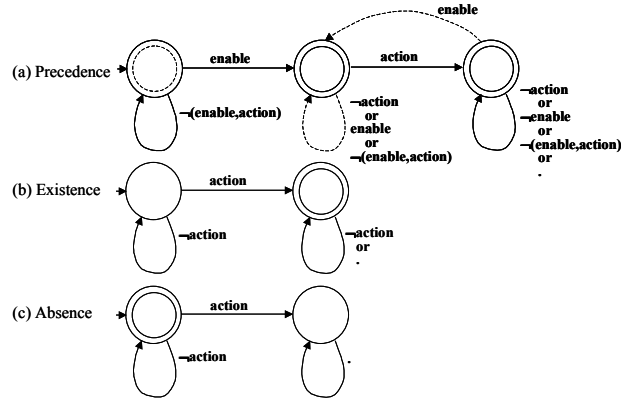 enable
(a) Precedence
enable
action
¬(enable,action)
¬action
or
enable
or
¬(enable,action)
¬action
or
¬enable
or
¬(enable,action)
or
.
(b) Existence
action
¬action
¬action
or
.
(c) Absence
action
¬action
.